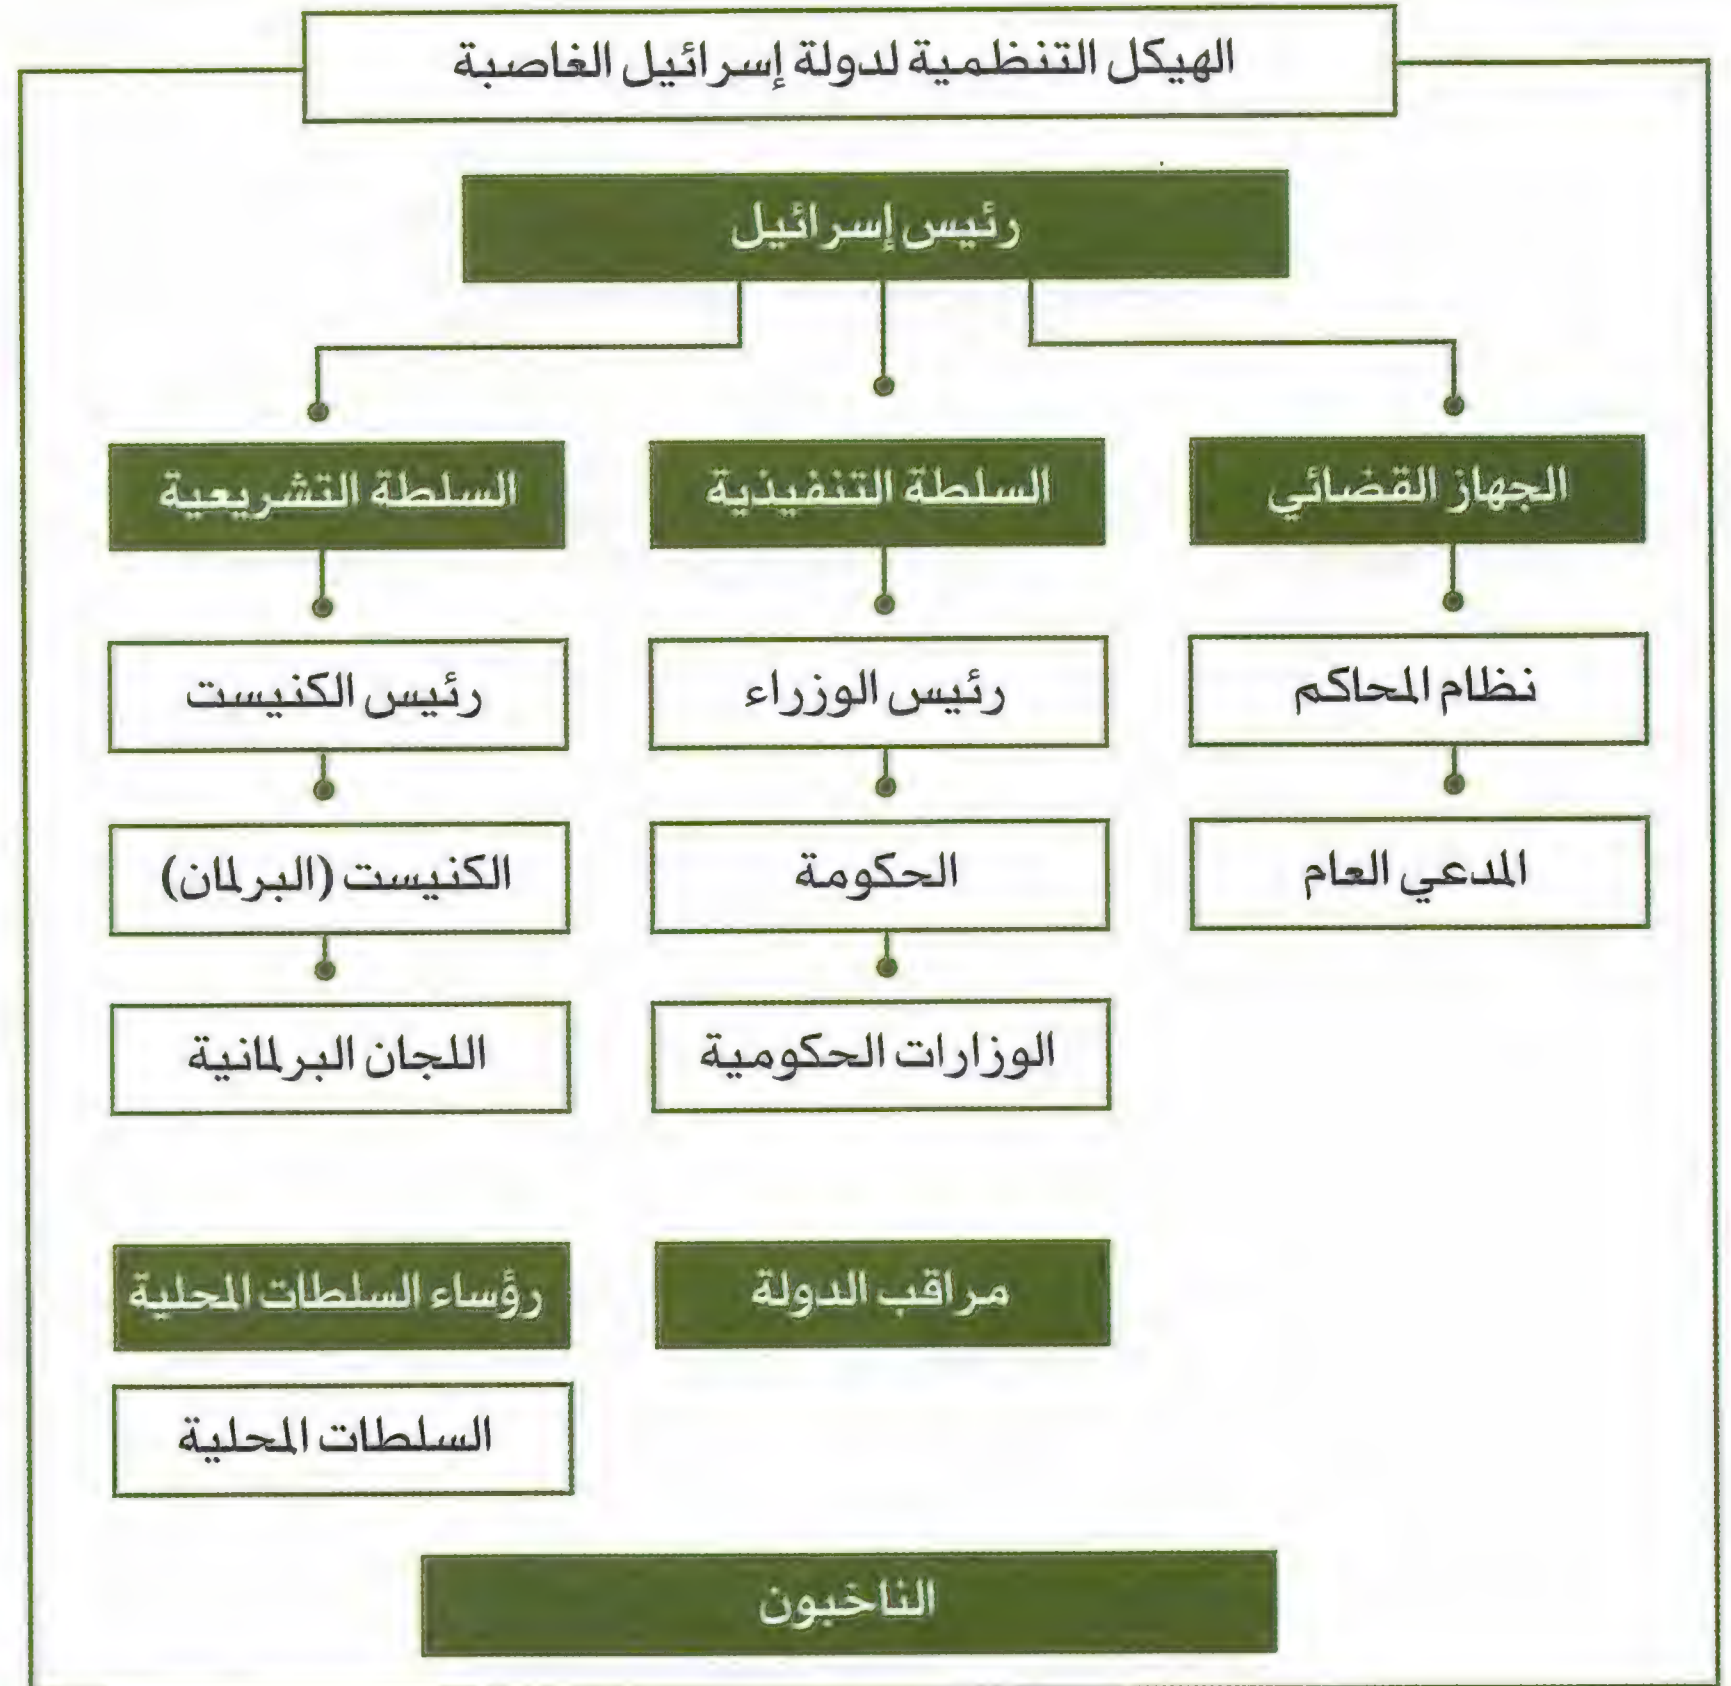 الهيكل التنظمية لدولة إسرائيل الغاصبة
رئيس إسرائيل
الجهاز القضائي
السلطة التنفيذية
السلطة التشريعية
نظام المحاكم
رئيس الوزراء
رئيس الكنيست
المدعي العام
الحكومة
الكنيست (البرلمان)
الوزارات الحكومية
اللجان البرلمانية
مراقب الدولة
رؤساء السلطات المحلية
السلطات المحلية
الناخبون